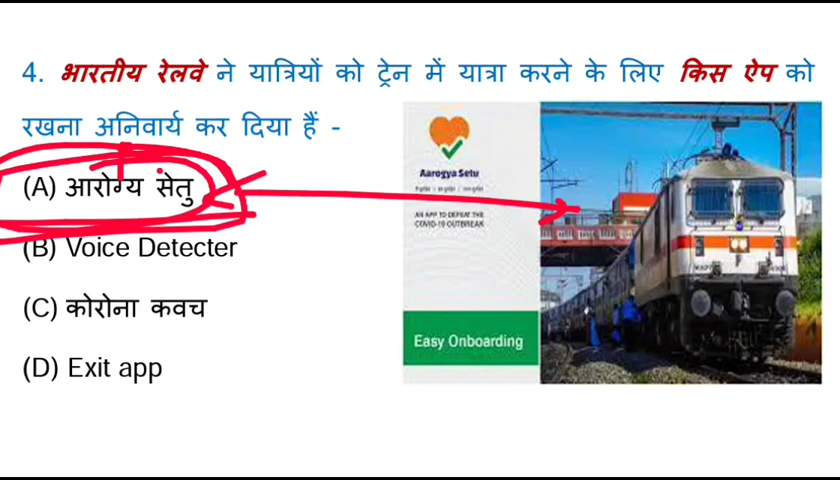 4. भारतीय रेलवे ने यात्रियों को ट्रेन में यात्रा करने के लिए किस ऐप को
रखना अनिवार्य कर दिया हैं -
(A) आरोग्य सेतु
(B) Voice Detecter
(C) कोरोना कवच
(D) Exit app
Aarogya Setu
AN APP TO DEFEAT THE
COVID-19 OUTBREAK
Easy Onboarding